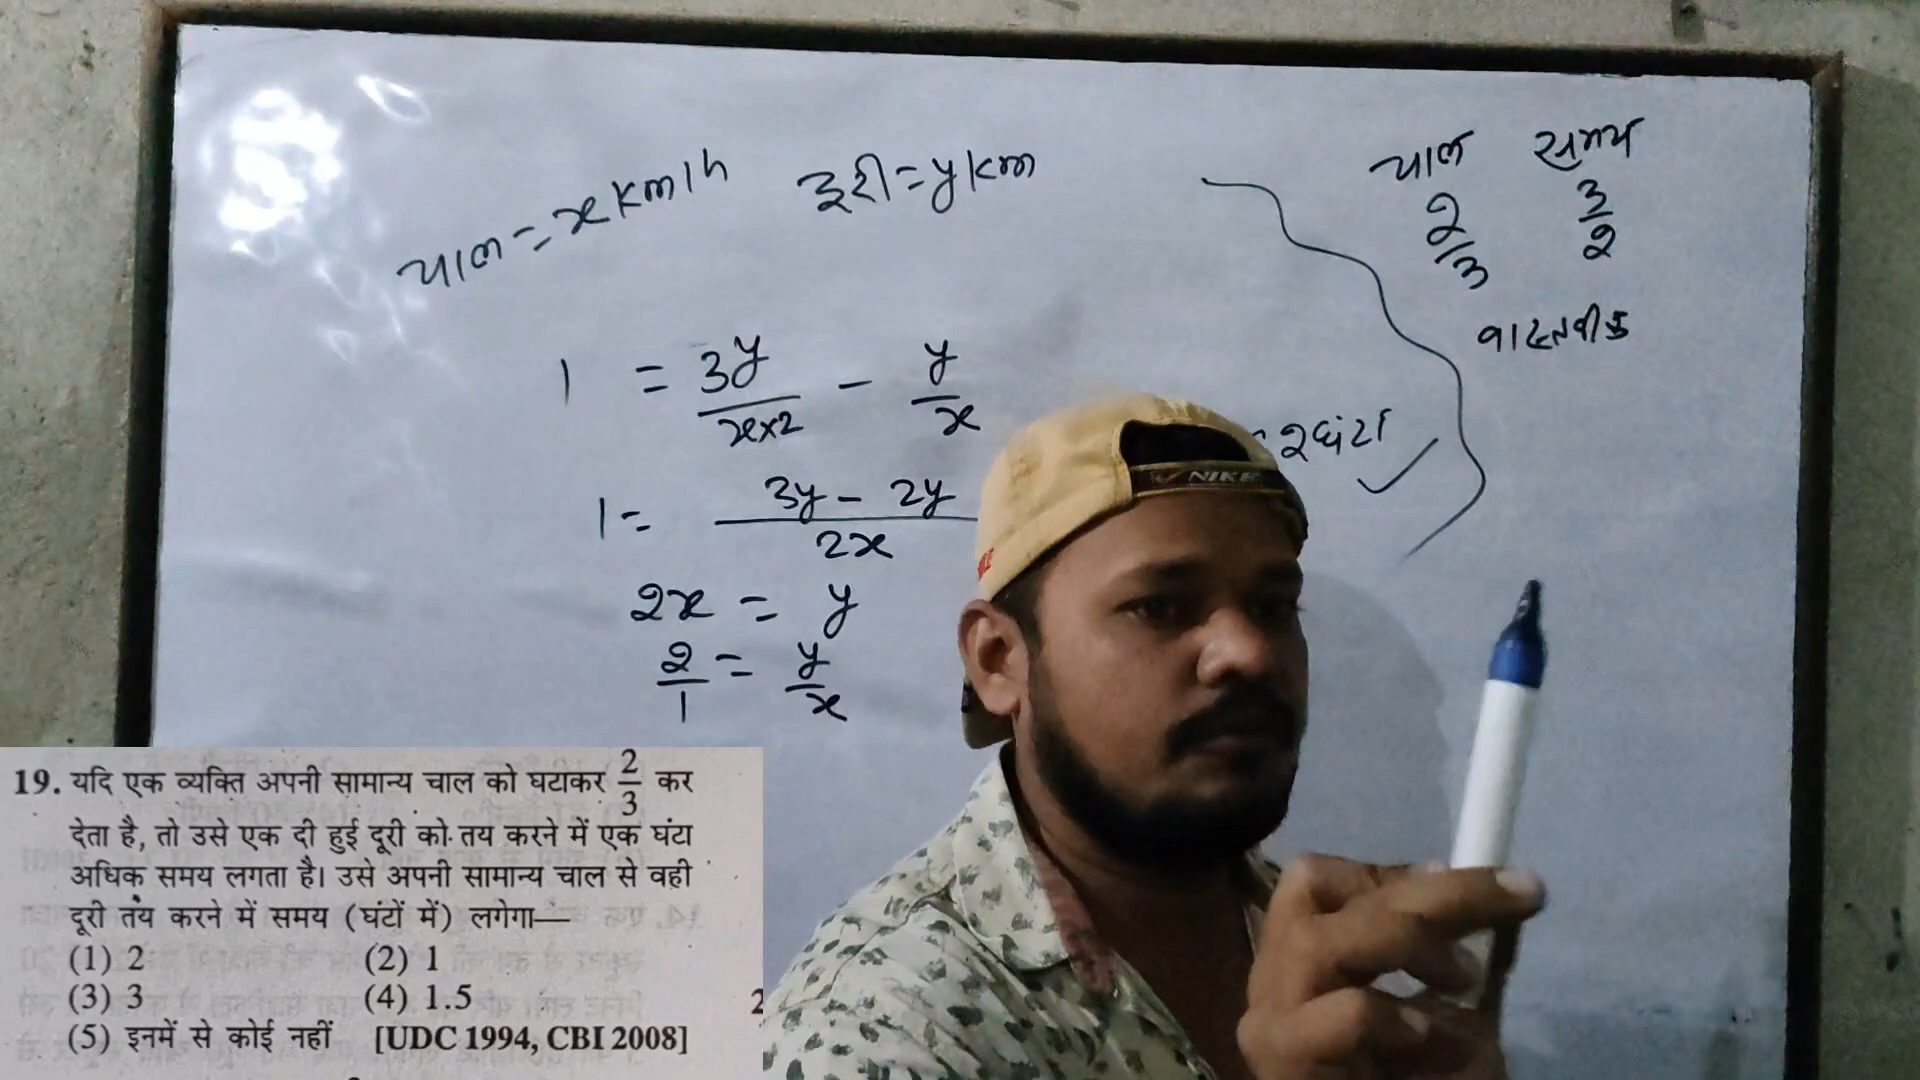 चाल = x km/h दूरी = y km
चाल समय
2/3 3/2
वास्तवीक
1 = 3y/x×2 - y/x
2 घंटा ✓
1 = 3y - 2y/2x
2x = y
2/1 = y/x
NIKE
19. यदि एक व्यक्ति अपनी सामान्य चाल को घटाकर 2/3 कर
देता है, तो उसे एक दी हुई दूरी को तय करने में एक घंटा
अधिक समय लगता है। उसे अपनी सामान्य चाल से वही
दूरी तय करने में समय (घंटों में) लगेगा—
(1) 2 (2) 1
(3) 3 (4) 1.5
(5) इनमें से कोई नहीं [UDC 1994, CBI 2008]